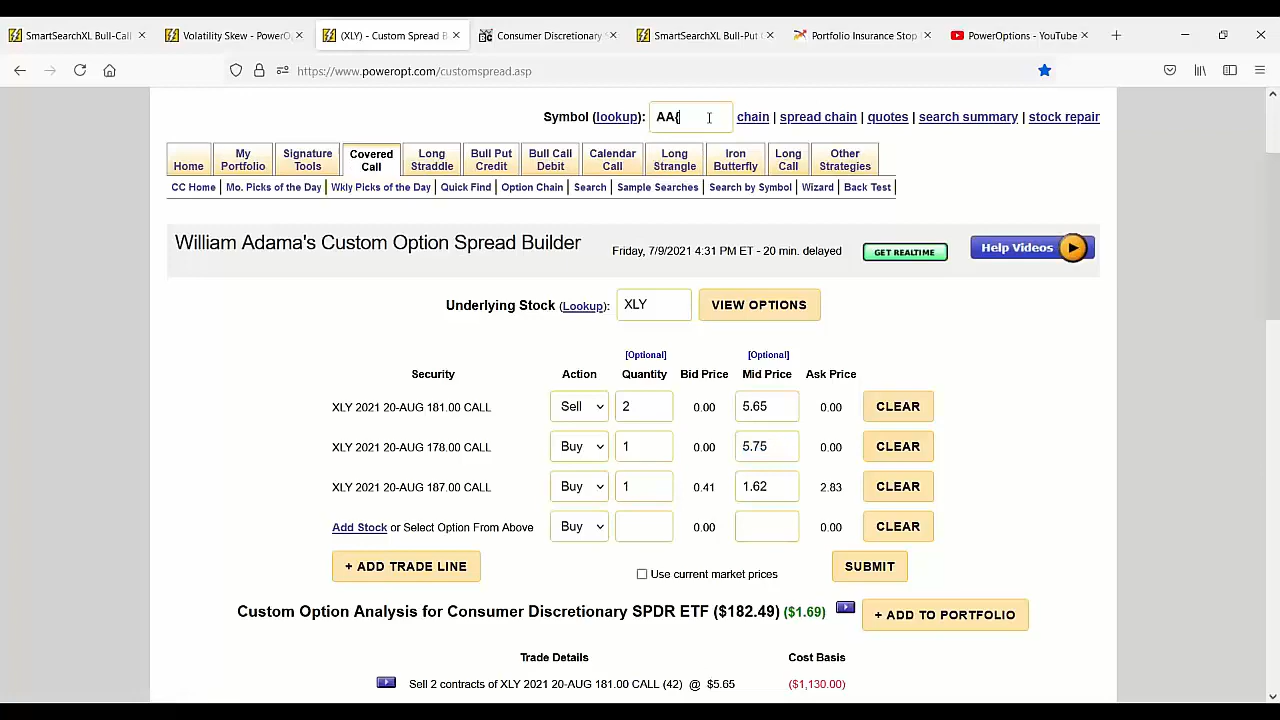 SmartSearchXL Bull-Call
Volatility Skew - PowerO
(XLY) - Custom Spread B
Consumer Discretionary
SmartSearchXL Bull-Put
Portfolio Insurance Stop
PowerOptions - YouTube
https://www.poweropt.com/customspread.asp
Symbol (lookup): AA{ chain | spread chain | quotes | search summary | stock repair
Home
My Portfolio
Signature Tools
Covered Call
Long Straddle
Bull Put Credit
Bull Call Debit
Calendar Call
Long Strangle
Iron Butterfly
Long Call
Other Strategies
CC Home | Mo. Picks of the Day | Wkly Picks of the Day | Quick Find | Option Chain | Search | Sample Searches | Search by Symbol | Wizard | Back Test
William Adama's Custom Option Spread Builder
Friday, 7/9/2021 4:31 PM ET - 20 min. delayed
GET REALTIME
Help Videos
Underlying Stock (Lookup): XLY VIEW OPTIONS
[Optional] [Optional]
Security Action Quantity Bid Price Mid Price Ask Price
XLY 2021 20-AUG 181.00 CALL Sell 2 0.00 5.65 0.00 CLEAR
XLY 2021 20-AUG 178.00 CALL Buy 1 0.00 5.75 0.00 CLEAR
XLY 2021 20-AUG 187.00 CALL Buy 1 0.41 1.62 2.83 CLEAR
Add Stock or Select Option From Above Buy 0.00 0.00 CLEAR
+ ADD TRADE LINE Use current market prices SUBMIT
Custom Option Analysis for Consumer Discretionary SPDR ETF ($182.49) ($1.69) + ADD TO PORTFOLIO
Trade Details Cost Basis
Sell 2 contracts of XLY 2021 20-AUG 181.00 CALL (42) @ $5.65 ($1,130.00)